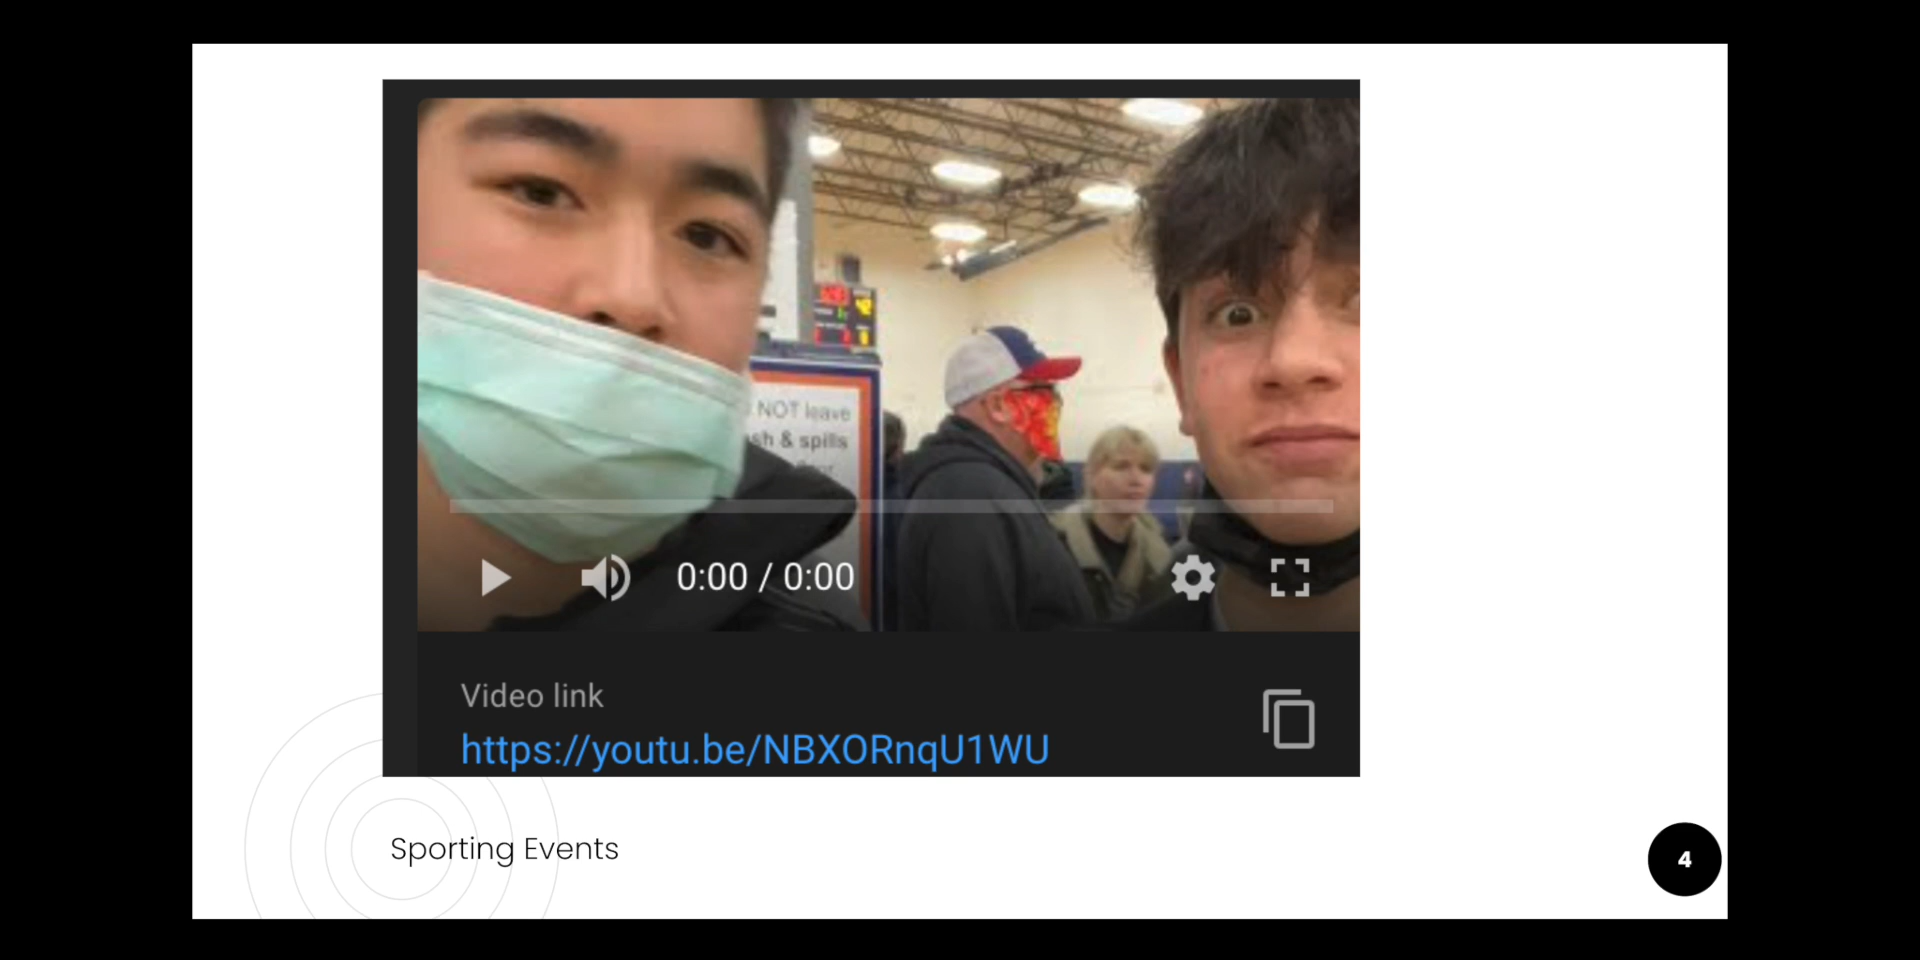 NOT leave
& spills
0:00 / 0:00
Video link
https://youtu.be/NBXORnqU1WU
Sporting Events
4